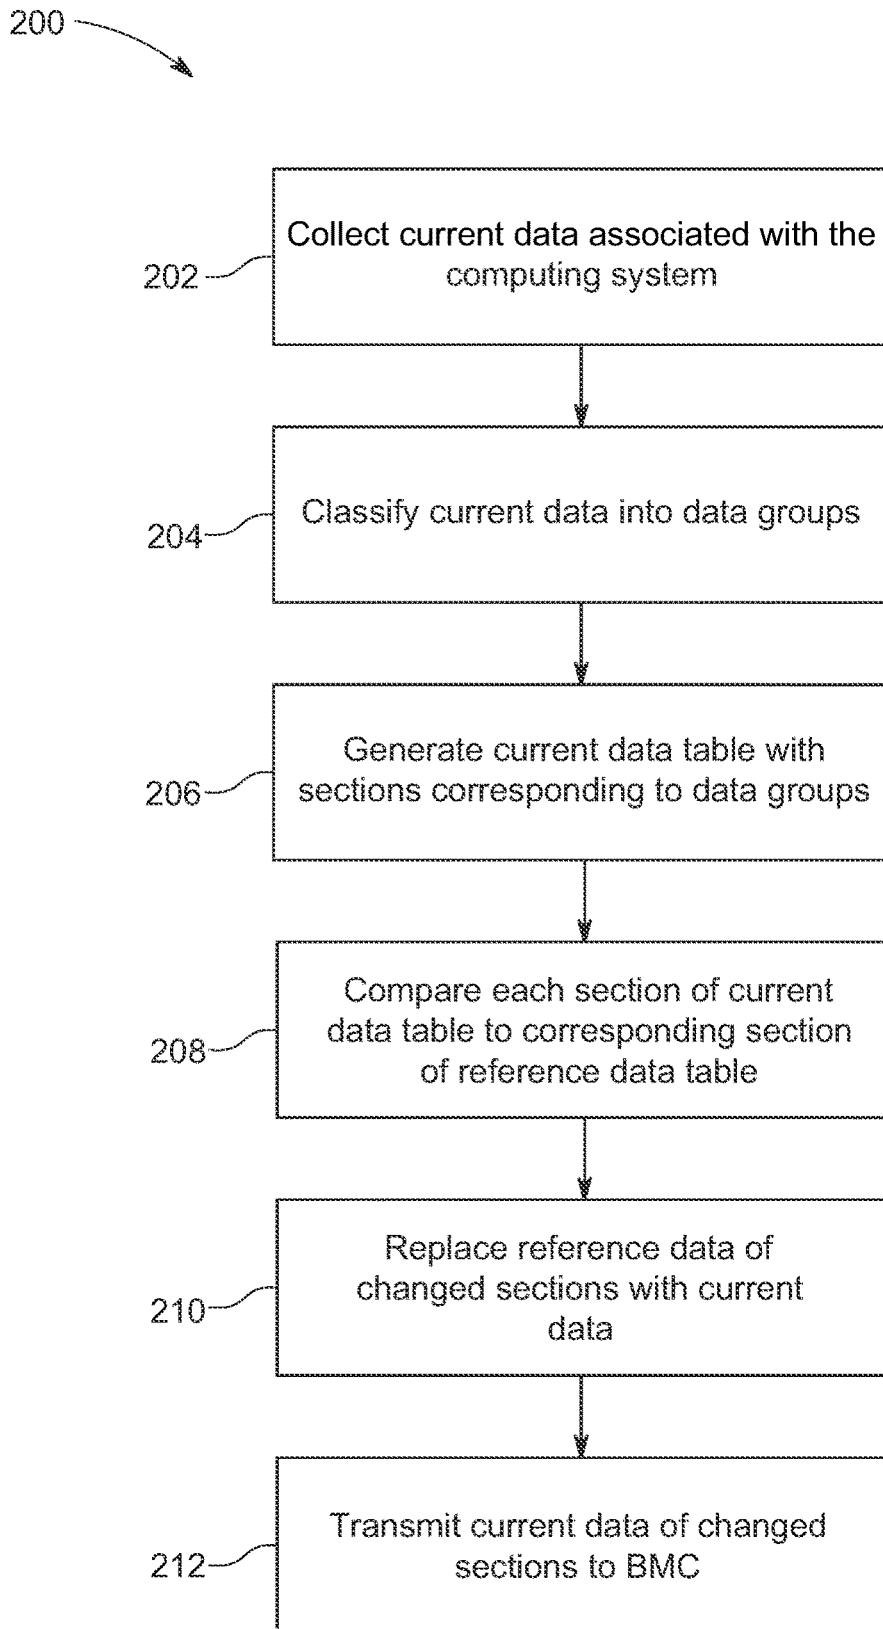 200
Collect current data associated with the
computing system
202
Classify current data into data groups
204
Generate current data table with
sections corresponding to data groups
206
Compare each section of current
data table to corresponding section
of reference data table
208
Replace reference data of
changed sections with current
data
210
Transmit current data of changed
sections to BMC
212